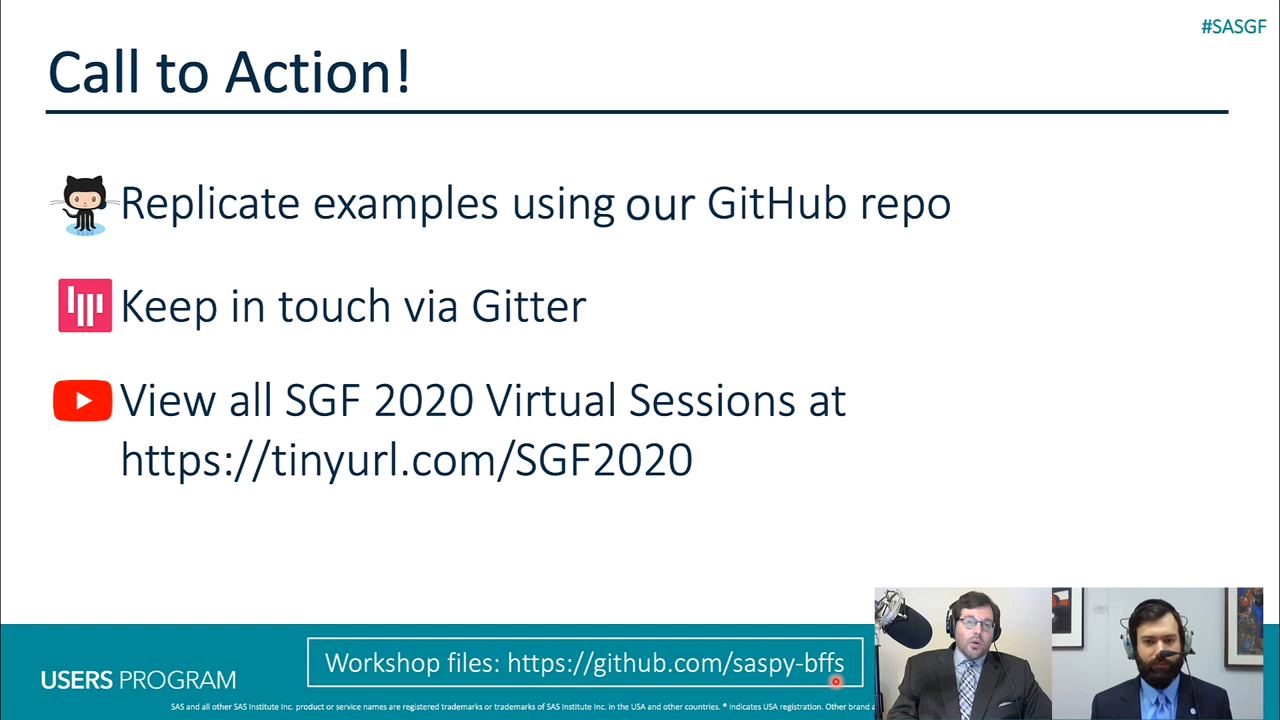 #SASGF
Call to Action!
Replicate examples using our GitHub repo
Keep in touch via Gitter
View all SGF 2020 Virtual Sessions at
https://tinyurl.com/SGF2020
Workshop files: https://github.com/saspy-bffs
USERS PROGRAM
SAS and all other SAS Institute Inc. product or service names are registered trademarks or trademarks of SAS Institute Inc. in the USA and other countries. ® indicates USA registration. Other brand a